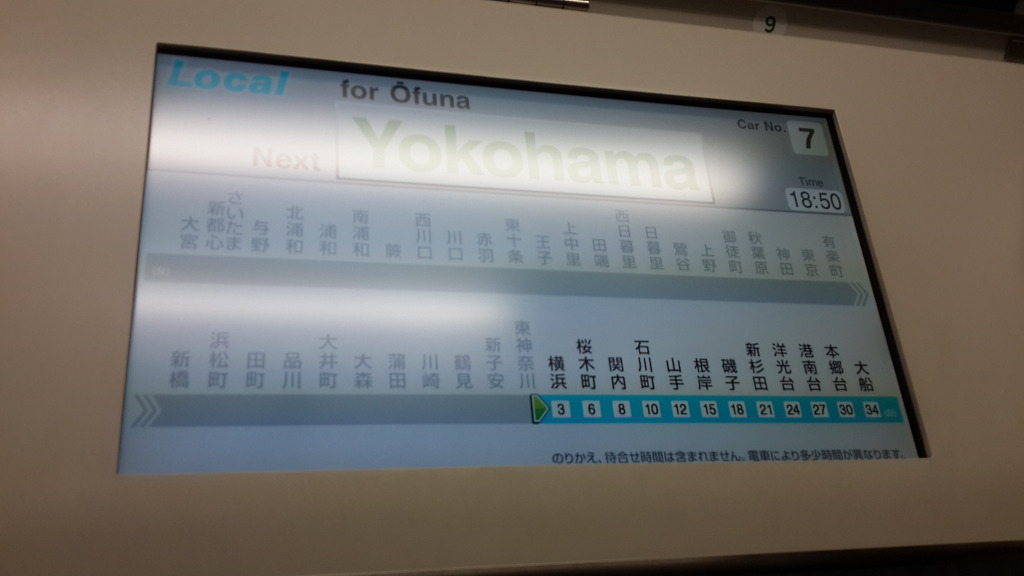 9
Local for Ôfuna
Car No. 7
Next Yokohama
Time
18:50
大宮 さいたま新都心 与野 北浦和 浦和 南浦和 蕨 西川口 川口 赤羽 東十条 王子 上中里 田端 西日暮里 日暮里 鶯谷 上野 御徒町 秋葉原 神田 東京 有楽町
(分)
新橋 浜松町 田町 品川 大井町 大森 蒲田 川崎 鶴見 新子安 東神奈川 横浜 桜木町 関内 石川町 山手 根岸 磯子 新杉田 洋光台 港南台 本郷台 大船
3 6 8 10 12 15 18 21 24 27 30 34 (分)
のりかえ、待合せ時間は含まれません。電車により多少時間が異なります。